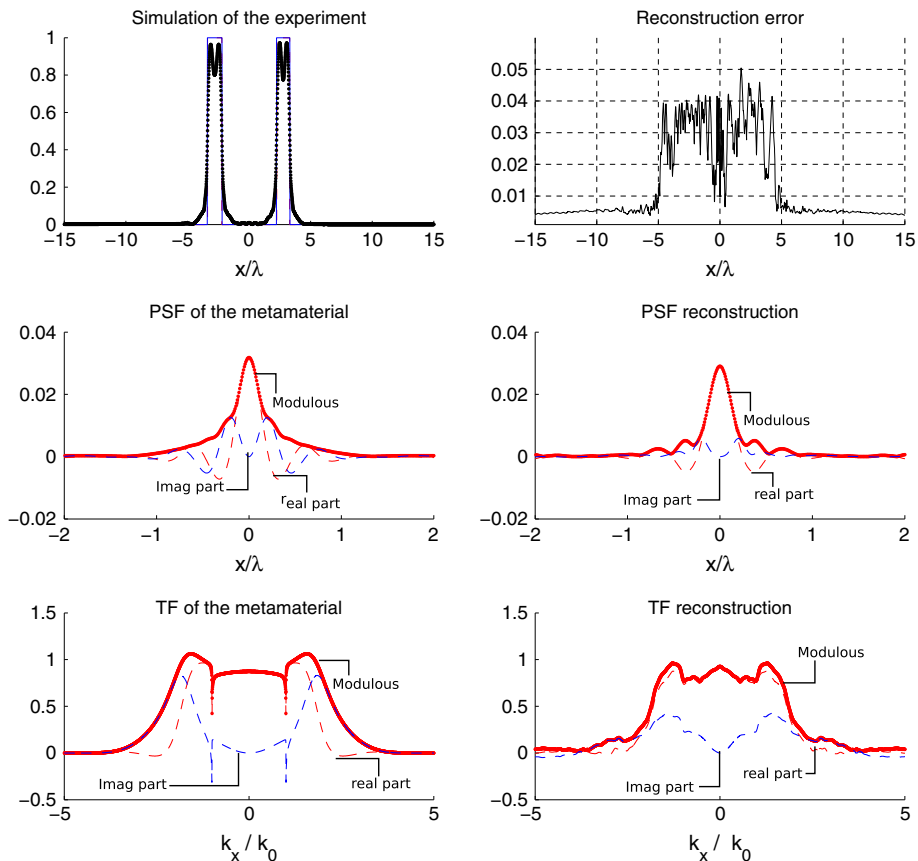 Simulation of the experiment
1
0.8
0.6
0.4
0.2
0
−15 −10 −5 0 5 10 15
x/λ
Reconstruction error
0.05
0.04
0.03
0.02
0.01
−15 −10 −5 0 5 10 15
x/λ
PSF of the metamaterial
0.04
0.02
0
−0.02
Modulous
Imag part
real part
−2 −1 0 1 2
x/λ
PSF reconstruction
0.04
0.02
0
−0.02
Modulous
Imag part
real part
−2 −1 0 1 2
x/λ
TF of the metamaterial
1.5
1
0.5
0
−0.5
Modulous
Imag part
real part
−5 0 5
k_x / k_0
TF reconstruction
1.5
1
0.5
0
−0.5
Modulous
Imag part
real part
−5 0 5
k_x / k_0